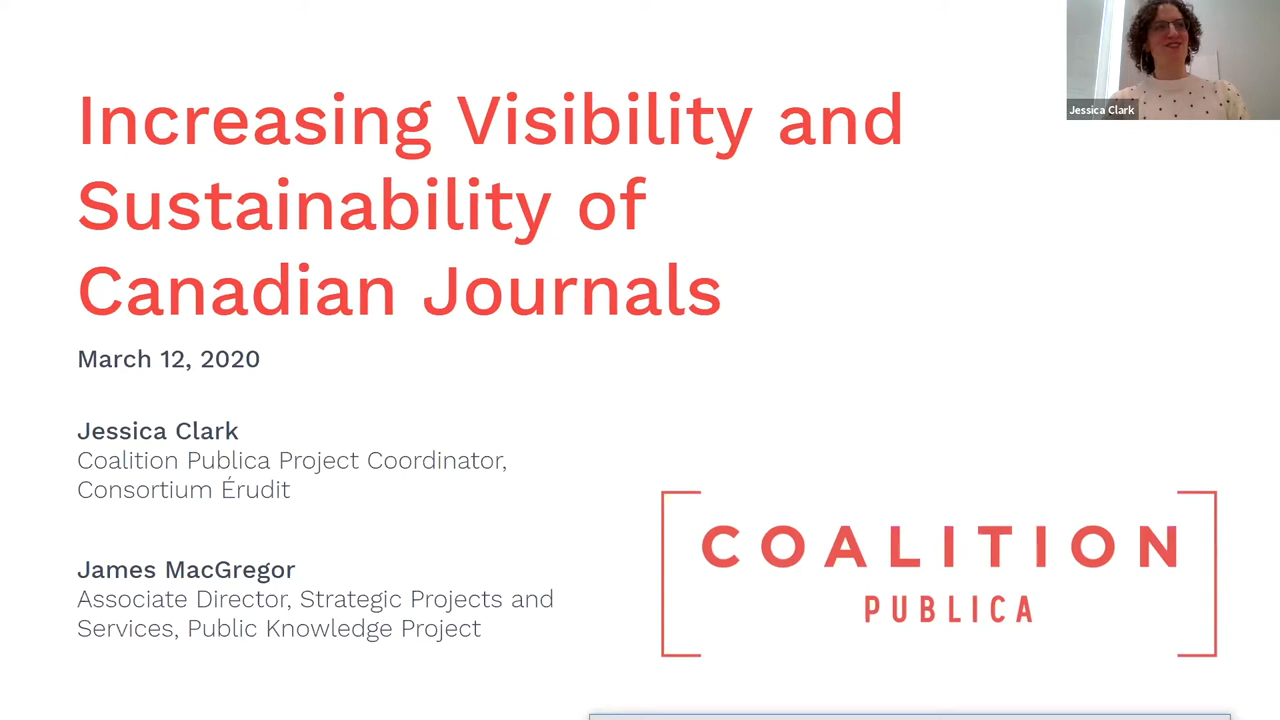 Increasing Visibility and
Sustainability of
Canadian Journals
March 12, 2020
Jessica Clark
Coalition Publica Project Coordinator,
Consortium Érudit
James MacGregor
Associate Director, Strategic Projects and
Services, Public Knowledge Project
COALITION
PUBLICA
Jessica Clark